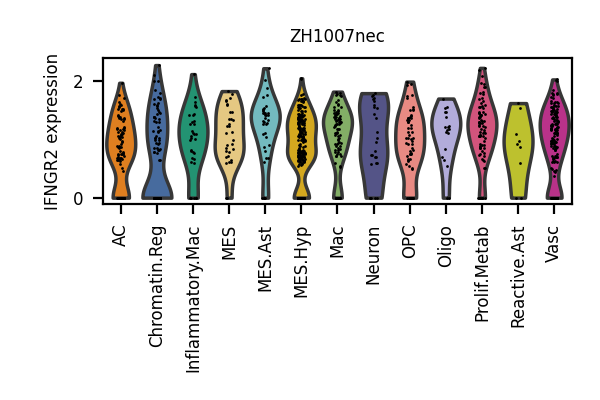 ZH1007nec
IFNGR2 expression
2
0
AC
Chromatin.Reg
Inflammatory.Mac
MES
MES.Ast
MES.Hyp
Mac
Neuron
OPC
Oligo
Prolif.Metab
Reactive.Ast
Vasc